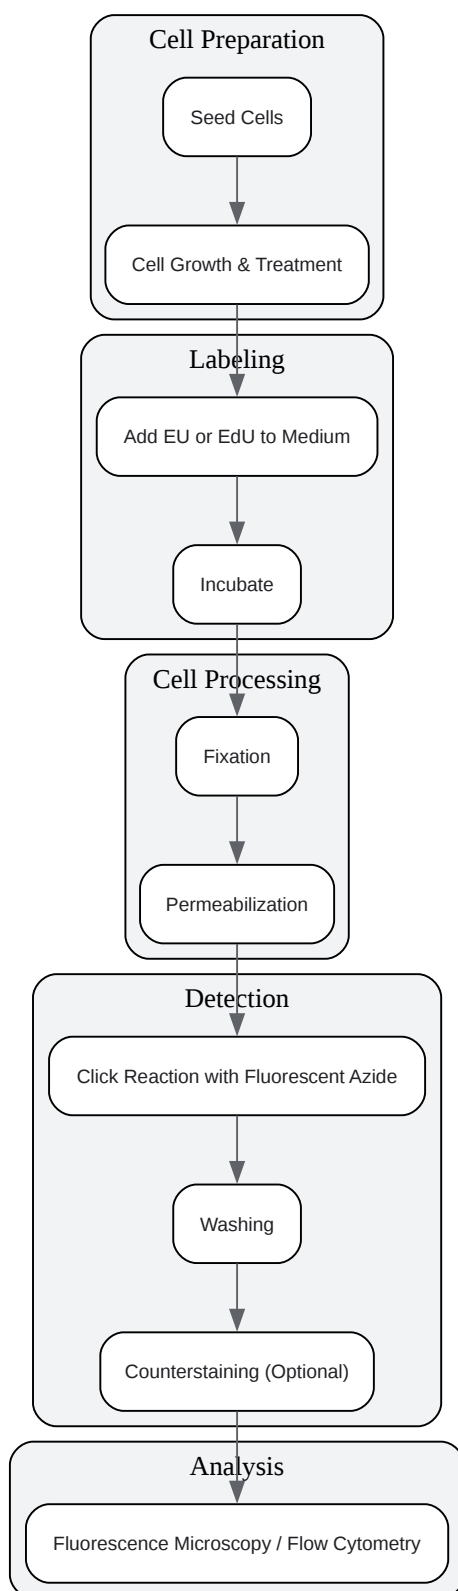 Cell Preparation
Seed Cells
Cell Growth & Treatment
Labeling
Add EU or EdU to Medium
Incubate
Cell Processing
Fixation
Permeabilization
Detection
Click Reaction with Fluorescent Azide
Washing
Counterstaining (Optional)
Analysis
Fluorescence Microscopy / Flow Cytometry